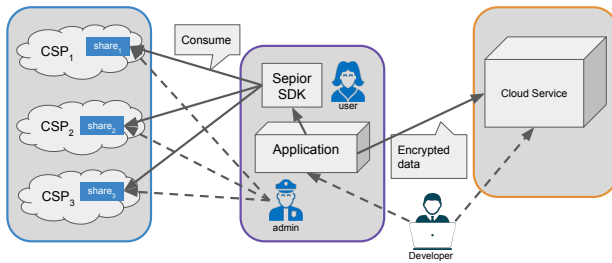 CSP1
share1
Consume
CSP2
share2
CSP3
share3
Sepior
SDK
user
Application
admin
Cloud Service
Encrypted
data
Developer